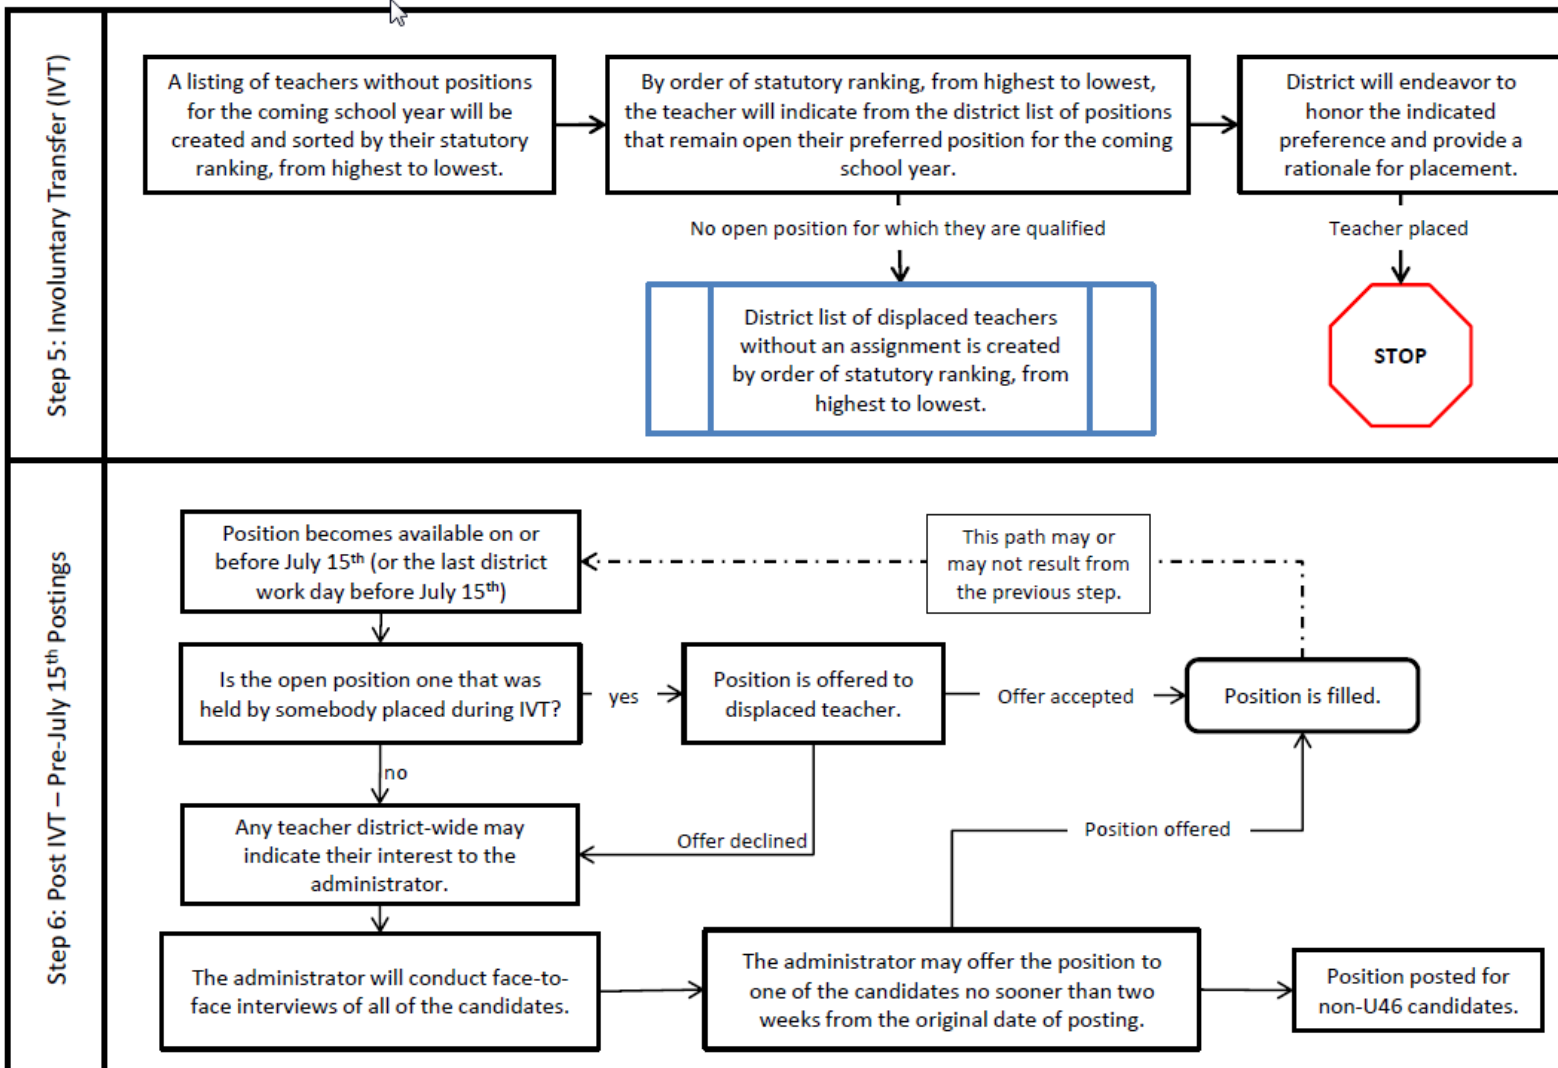 Step 5: Involuntary Transfer (IVT)
A listing of teachers without positions
for the coming school year will be
created and sorted by their statutory
ranking, from highest to lowest.
By order of statutory ranking, from highest to lowest,
the teacher will indicate from the district list of positions
that remain open their preferred position for the coming
school year.
District will endeavor to
honor the indicated
preference and provide a
rationale for placement.
No open position for which they are qualified
Teacher placed
District list of displaced teachers
without an assignment is created
by order of statutory ranking, from
highest to lowest.
STOP
Step 6: Post IVT – Pre-July 15th Postings
Position becomes available on or
before July 15th (or the last district
work day before July 15th)
This path may or
may not result from
the previous step.
Is the open position one that was
held by somebody placed during IVT?
yes
Position is offered to
displaced teacher.
Offer accepted
Position is filled.
no
Any teacher district-wide may
indicate their interest to the
administrator.
Offer declined
Position offered
The administrator will conduct face-to-
face interviews of all of the candidates.
The administrator may offer the position to
one of the candidates no sooner than two
weeks from the original date of posting.
Position posted for
non-U46 candidates.